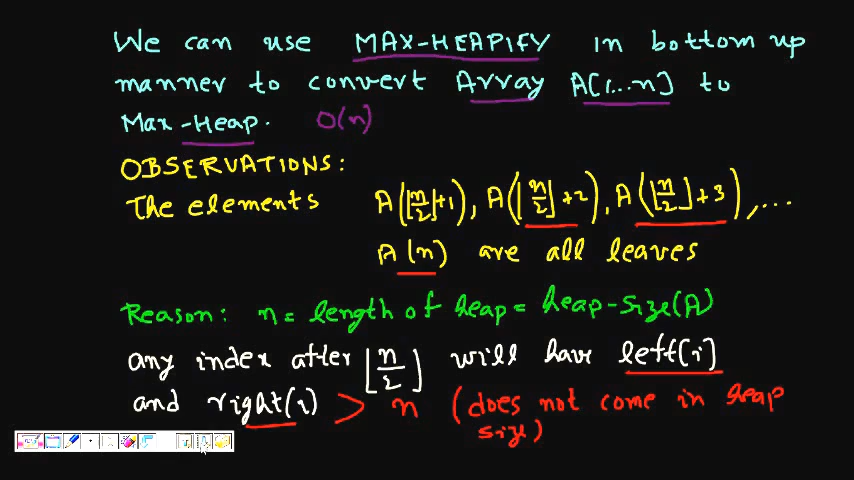 We can use MAX-HEAPIFY in bottom up
manner to convert Array A[1...n] to
Max-Heap. O(n)
OBSERVATIONS:
The elements A(⌊n/2⌋+1), A(⌊n/2⌋+2), A(⌊n/2⌋+3), ...
A(n) are all leaves
Reason: n = length of heap = heap-size(A)
any index after ⌊n/2⌋ will have left(i)
and right(i) > n (does not come in heap
size)